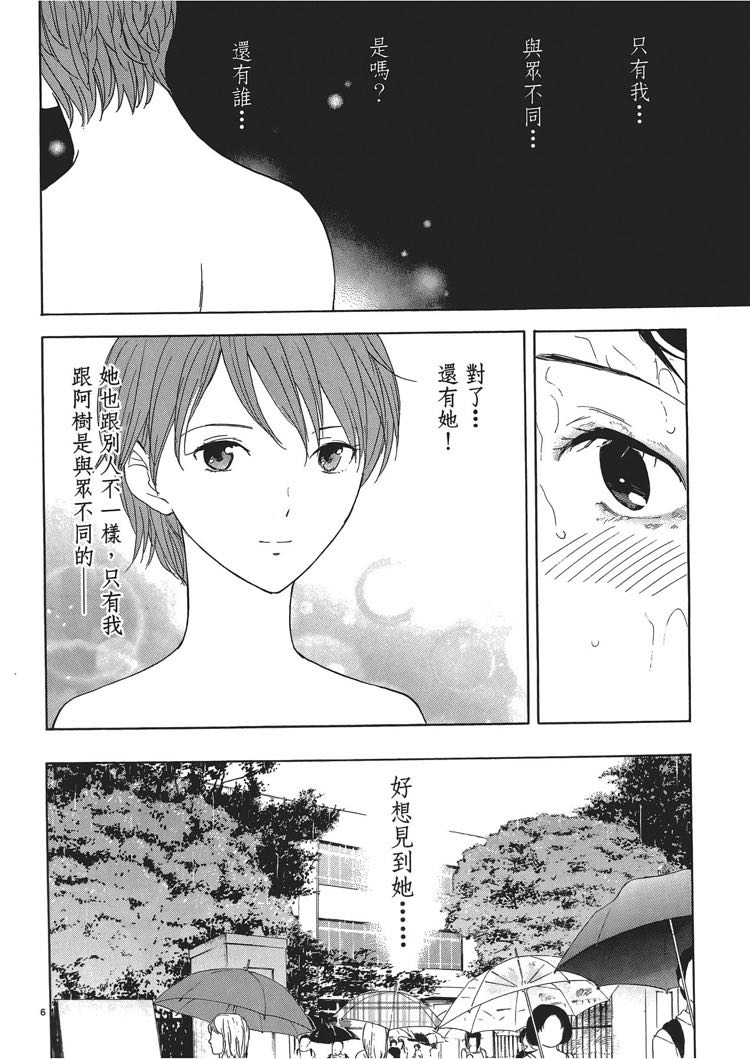 只有我…
與眾不同…
是嗎？
還有誰…
對了…
還有她！
她也跟別人不一樣，只有我
跟阿樹是與眾不同的──
好想見到她……
6